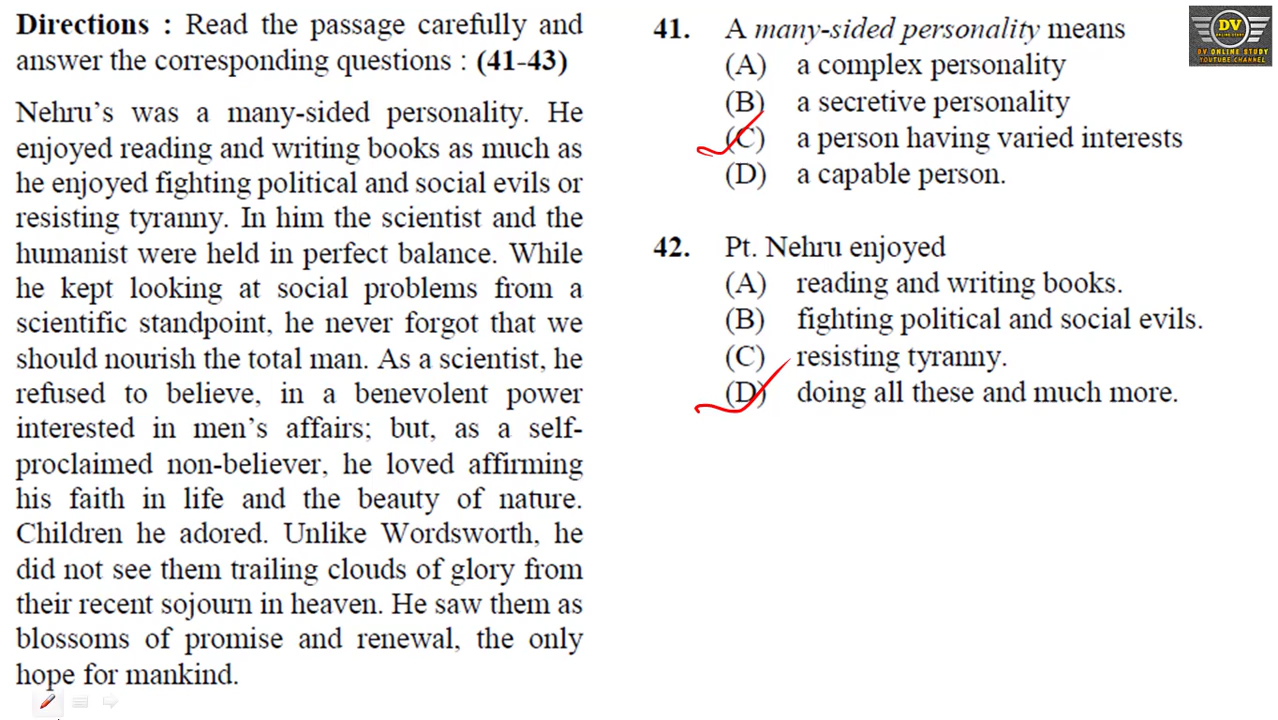 Directions : Read the passage carefully and
answer the corresponding questions : (41-43)
Nehru's was a many-sided personality. He
enjoyed reading and writing books as much as
he enjoyed fighting political and social evils or
resisting tyranny. In him the scientist and the
humanist were held in perfect balance. While
he kept looking at social problems from a
scientific standpoint, he never forgot that we
should nourish the total man. As a scientist, he
refused to believe, in a benevolent power
interested in men's affairs; but, as a self-
proclaimed non-believer, he loved affirming
his faith in life and the beauty of nature.
Children he adored. Unlike Wordsworth, he
did not see them trailing clouds of glory from
their recent sojourn in heaven. He saw them as
blossoms of promise and renewal, the only
hope for mankind.
41. A many-sided personality means
(A) a complex personality
(B) a secretive personality
(C) a person having varied interests
(D) a capable person.
42. Pt. Nehru enjoyed
(A) reading and writing books.
(B) fighting political and social evils.
(C) resisting tyranny.
(D) doing all these and much more.
DV
ONLINE STUDY
DV ONLINE STUDY
YOUTUBE CHANNEL